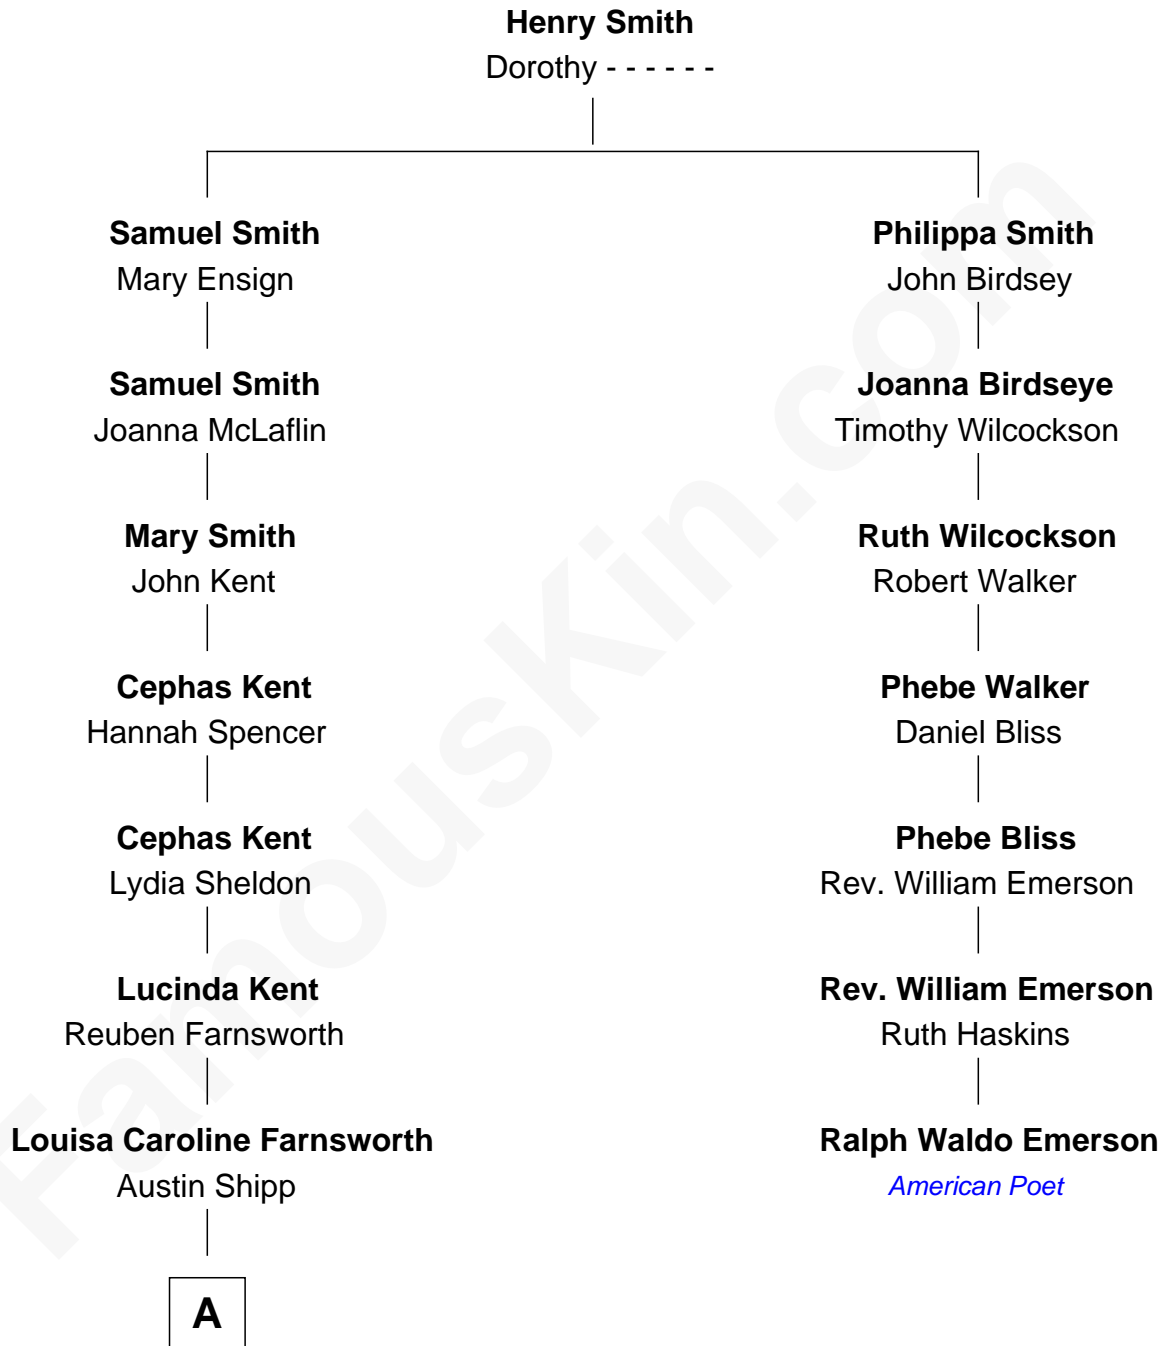 Henry Smith
Dorothy - - - - - -
Samuel Smith
Mary Ensign
Philippa Smith
John Birdsey
Samuel Smith
Joanna McLaflin
Joanna Birdseye
Timothy Wilcockson
Mary Smith
John Kent
Ruth Wilcockson
Robert Walker
Cephas Kent
Hannah Spencer
Phebe Walker
Daniel Bliss
Cephas Kent
Lydia Sheldon
Phebe Bliss
Rev. William Emerson
Lucinda Kent
Reuben Farnsworth
Rev. William Emerson
Ruth Haskins
Louisa Caroline Farnsworth
Austin Shipp
Ralph Waldo Emerson
American Poet
A
FamousKin.com